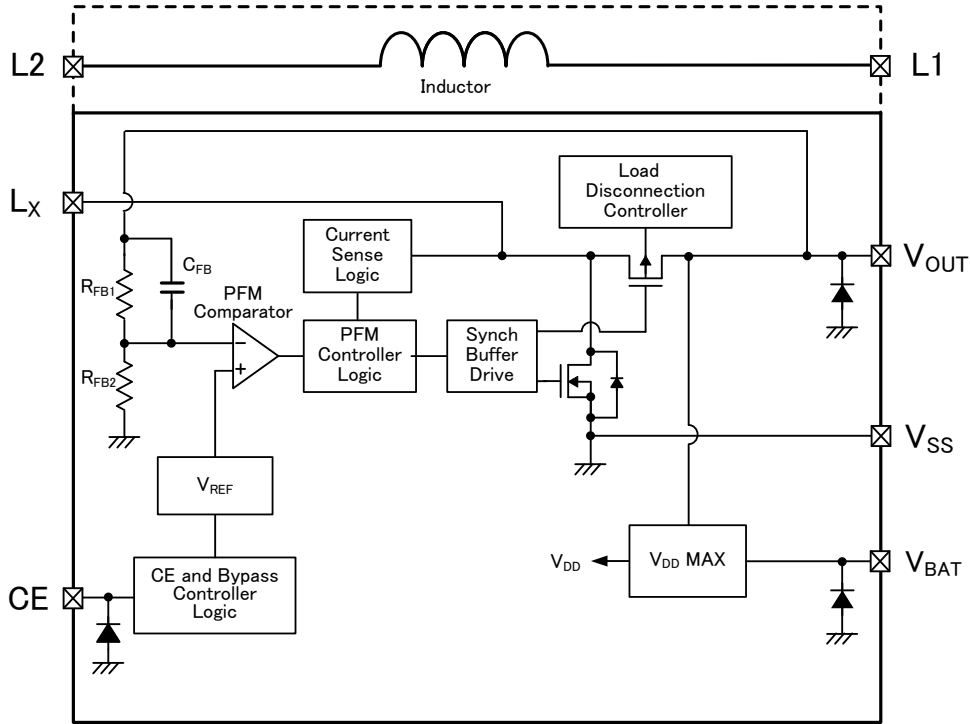 L2
L1
Inductor
LX
Load
Disconnection
Controller
Current
Sense
Logic
VOUT
CFB
RFB1
PFM
Comparator
PFM
Controller
Logic
Synch
Buffer
Drive
−
+
RFB2
VSS
VREF
VDD
VDD MAX
VBAT
CE
CE and Bypass
Controller
Logic